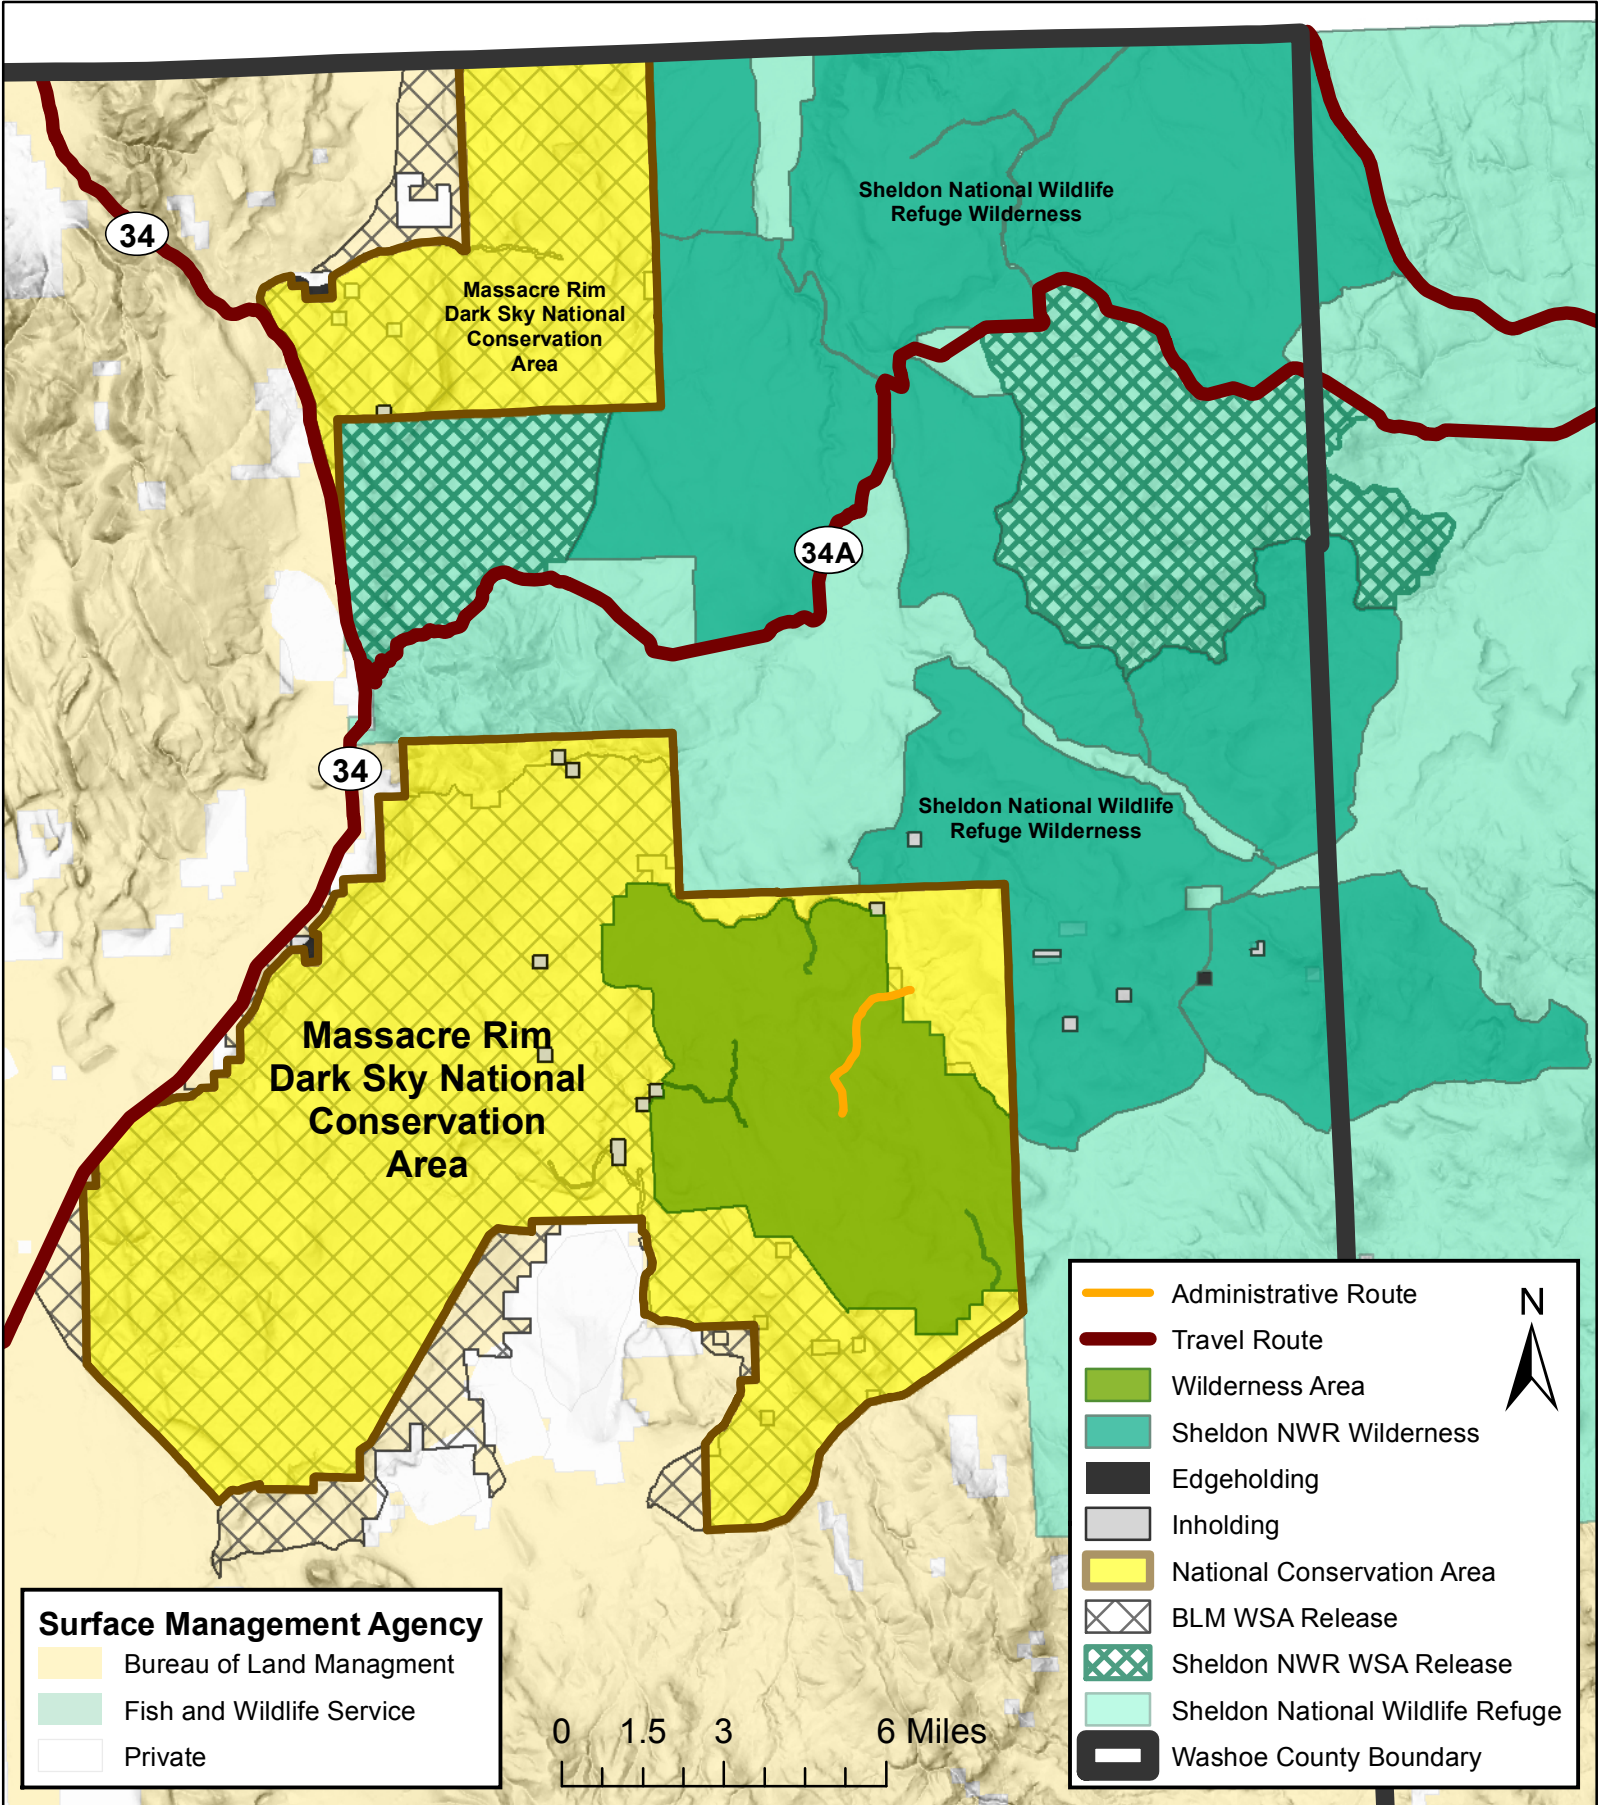 34
Sheldon National Wildlife
Refuge Wilderness
Massacre Rim
Dark Sky National
Conservation
Area
34A
34
Sheldon National Wildlife
Refuge Wilderness
Massacre Rim
Dark Sky National
Conservation
Area
Administrative Route
N
Travel Route
Wilderness Area
Sheldon NWR Wilderness
Edgeholding
Inholding
National Conservation Area
BLM WSA Release
Sheldon NWR WSA Release
Sheldon National Wildlife Refuge
Washoe County Boundary
Surface Management Agency
Bureau of Land Managment
Fish and Wildlife Service
Private
0 1.5 3 6 Miles